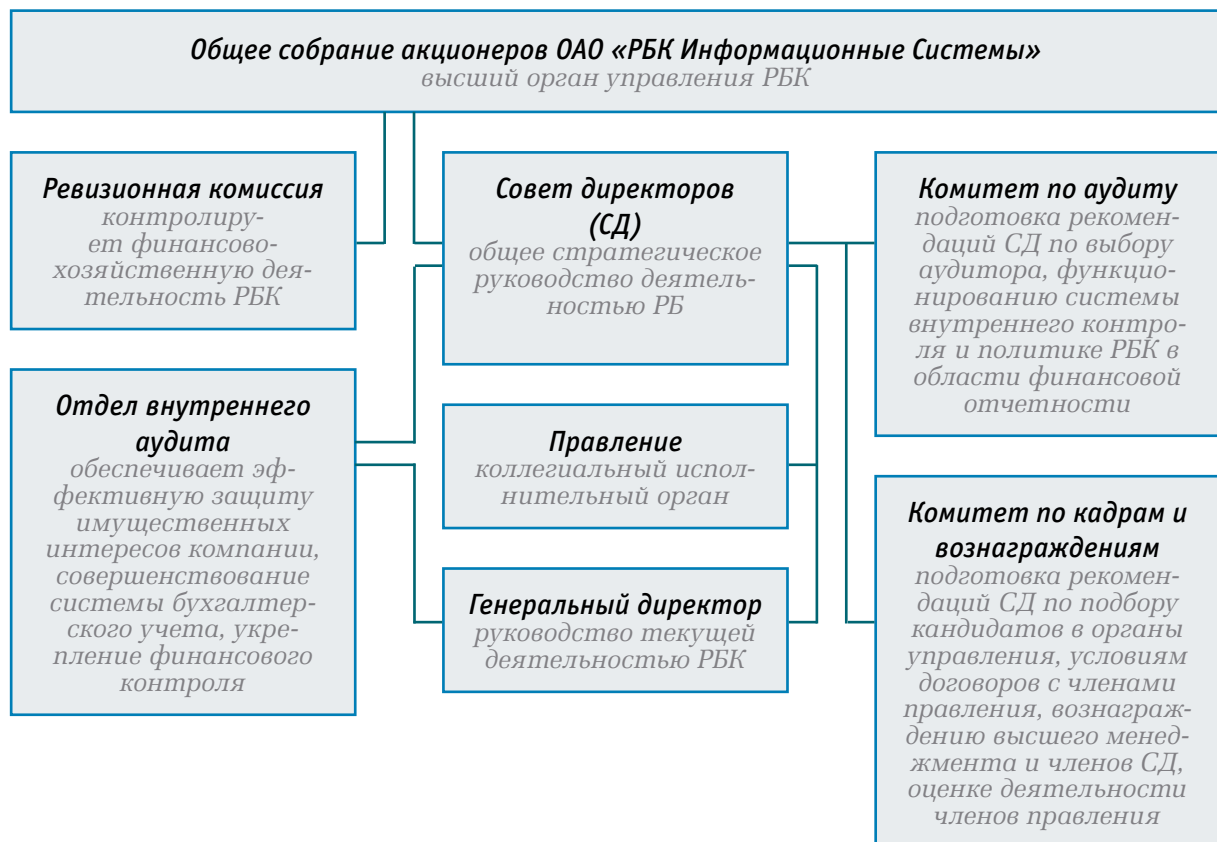 Общее собрание акционеров ОАО «РБК Информационные Системы»
высший орган управления РБК
Ревизионная комиссия
контролиру-
ет финансово-
хозяйственную дея-
тельность РБК
Совет директоров
(СД)
общее стратегическое
руководство деятель-
ностью РБ
Комитет по аудиту
подготовка рекомен-
даций СД по выбору
аудитора, функцио-
нированию системы
внутреннего контро-
ля и политике РБК в
области финансовой
отчетности
Отдел внутреннего
аудита
обеспечивает эф-
фективную защиту
имущественных
интересов компании,
совершенствование
системы бухгалтер-
ского учета, укре-
пление финансового
контроля
Правление
коллегиальный испол-
нительный орган
Генеральный директор
руководство текущей
деятельностью РБК
Комитет по кадрам и
вознаграждениям
подготовка рекомен-
даций СД по подбору
кандидатов в органы
управления, условиям
договоров с членами
правления, вознаграж-
дению высшего менед-
жмента и членов СД,
оценке деятельности
членов правления